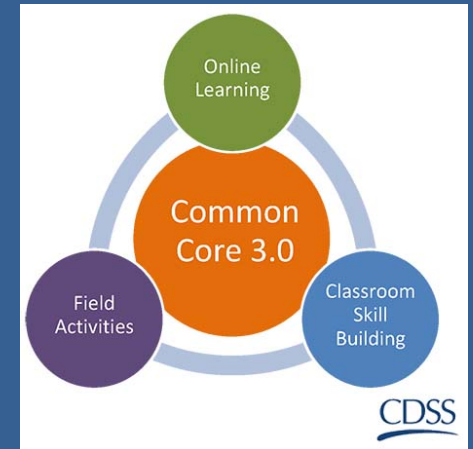 Online
Learning
Common
Core 3.0
Field
Activities
Classroom
Skill
Building
CDSS